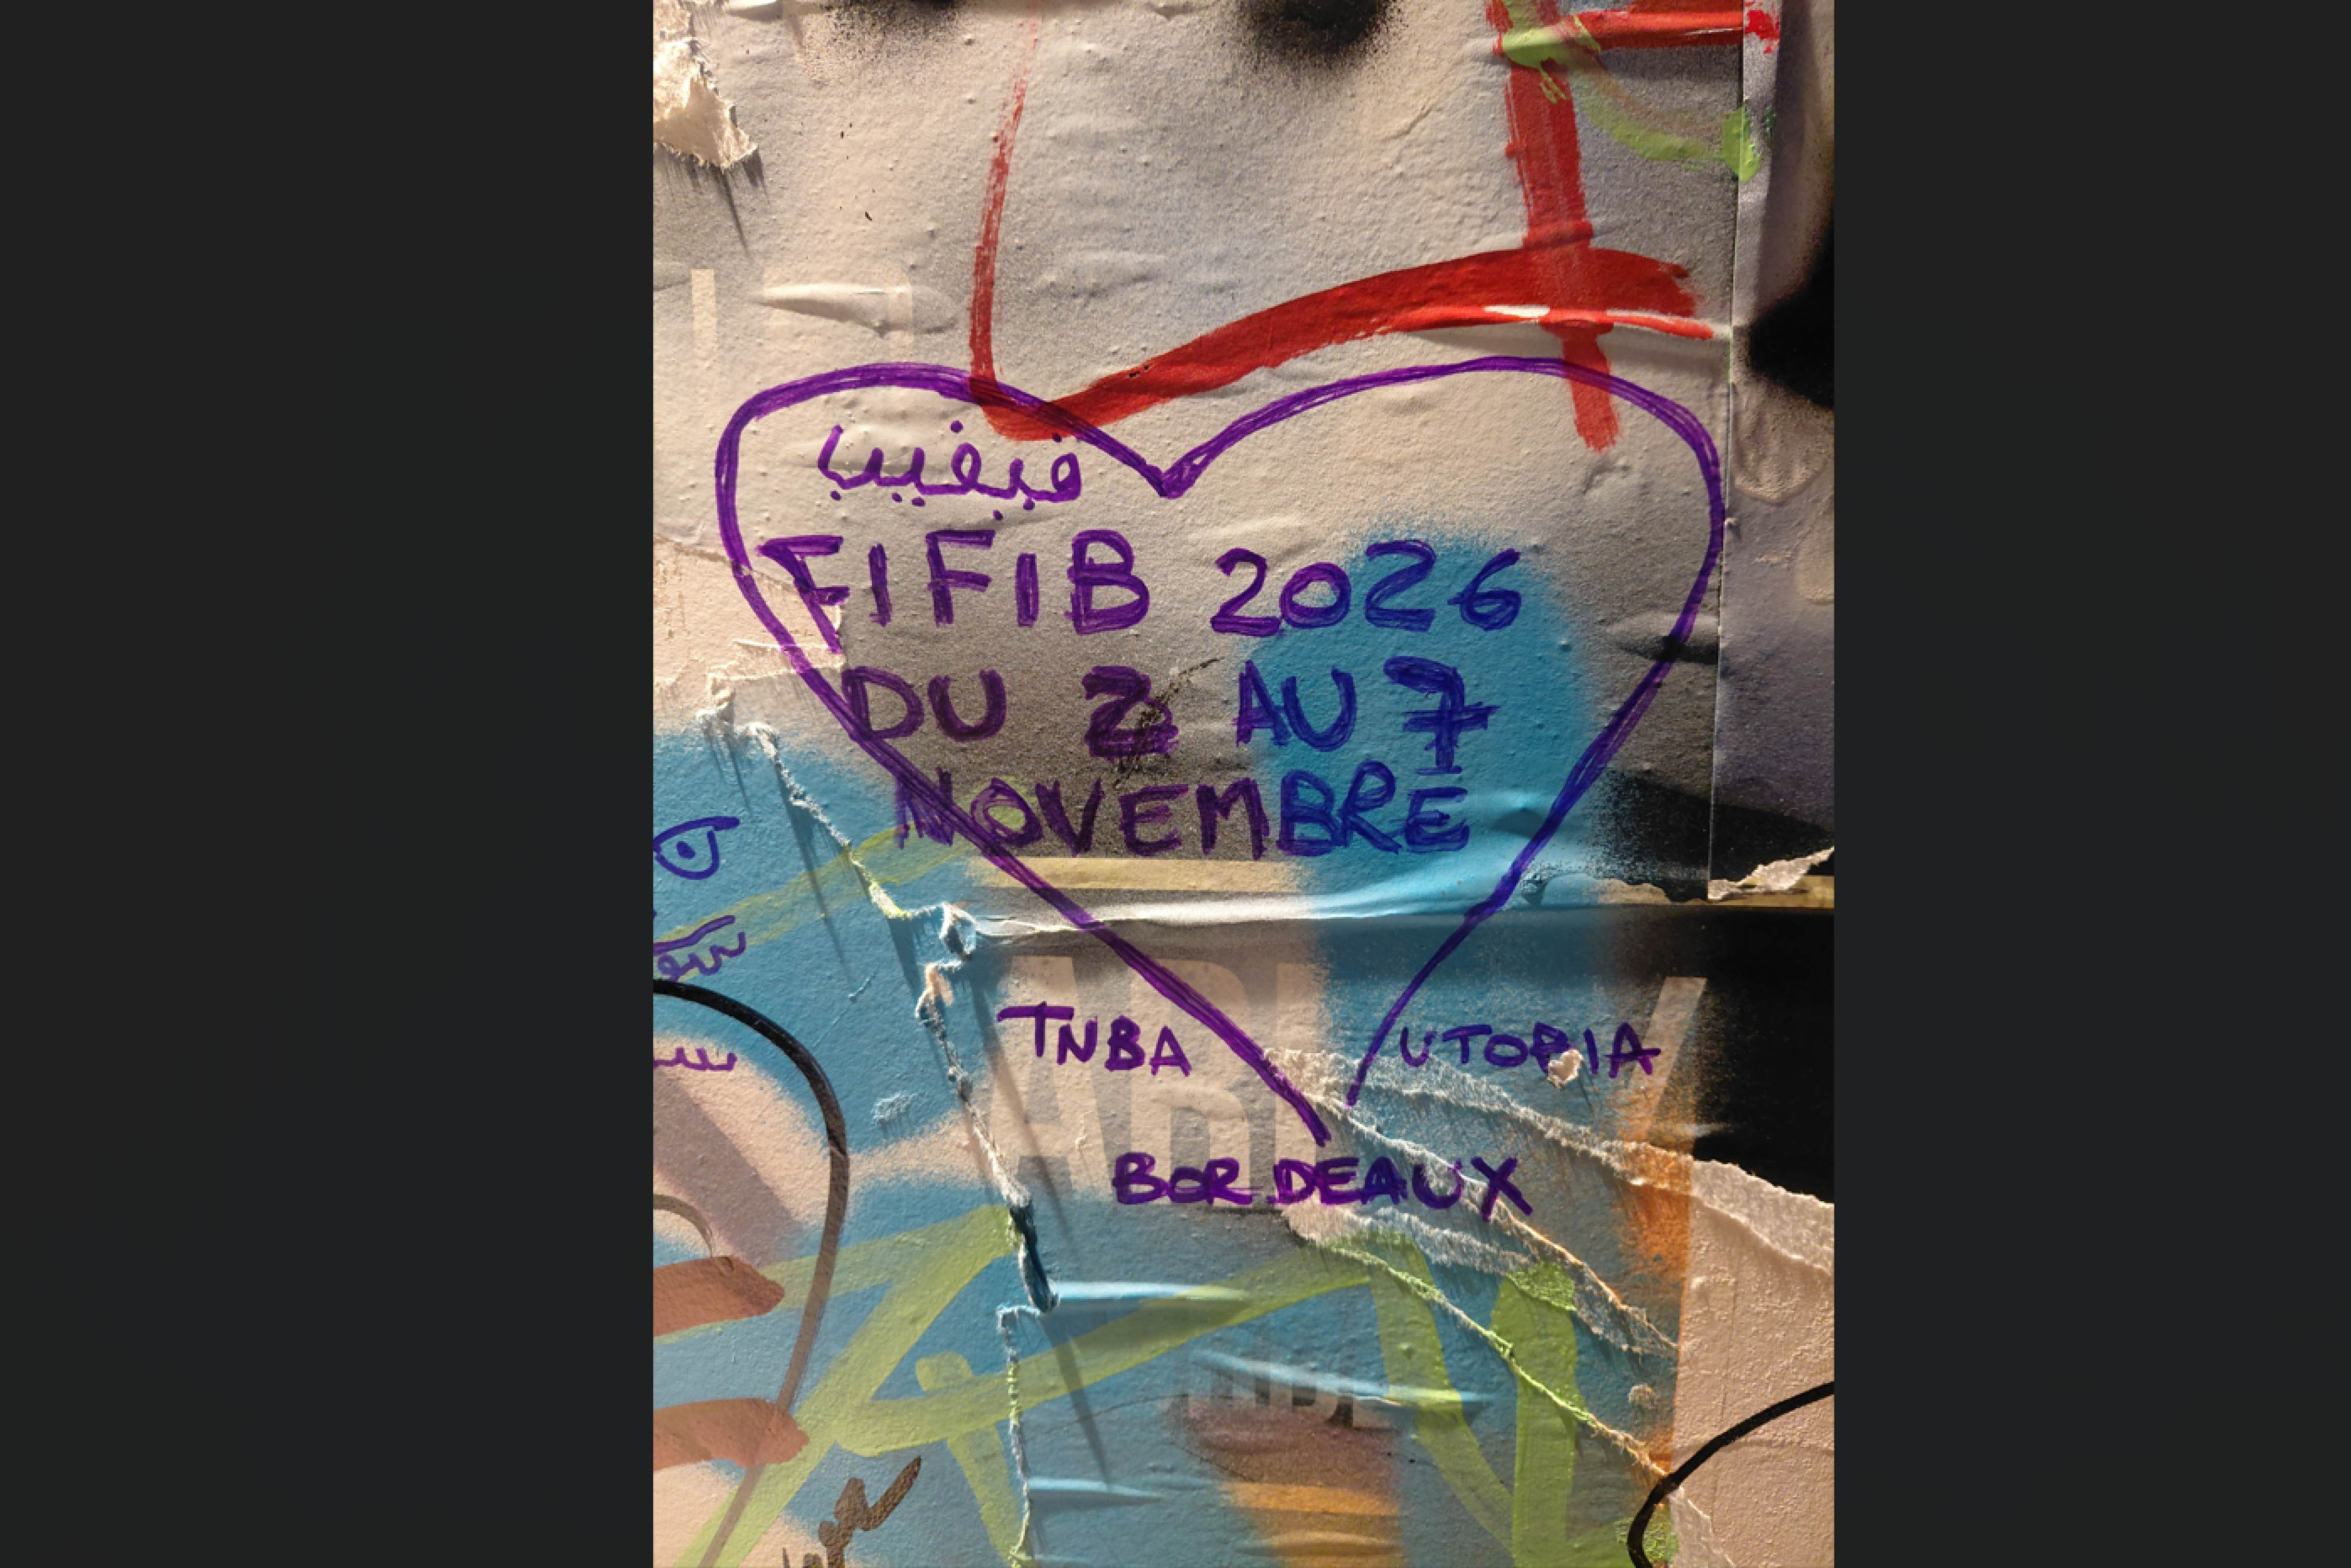 فيفيب
FIFIB 2026
DU 2 AU 7
NOVEMBRE
TNBA UTOPIA
BORDEAUX